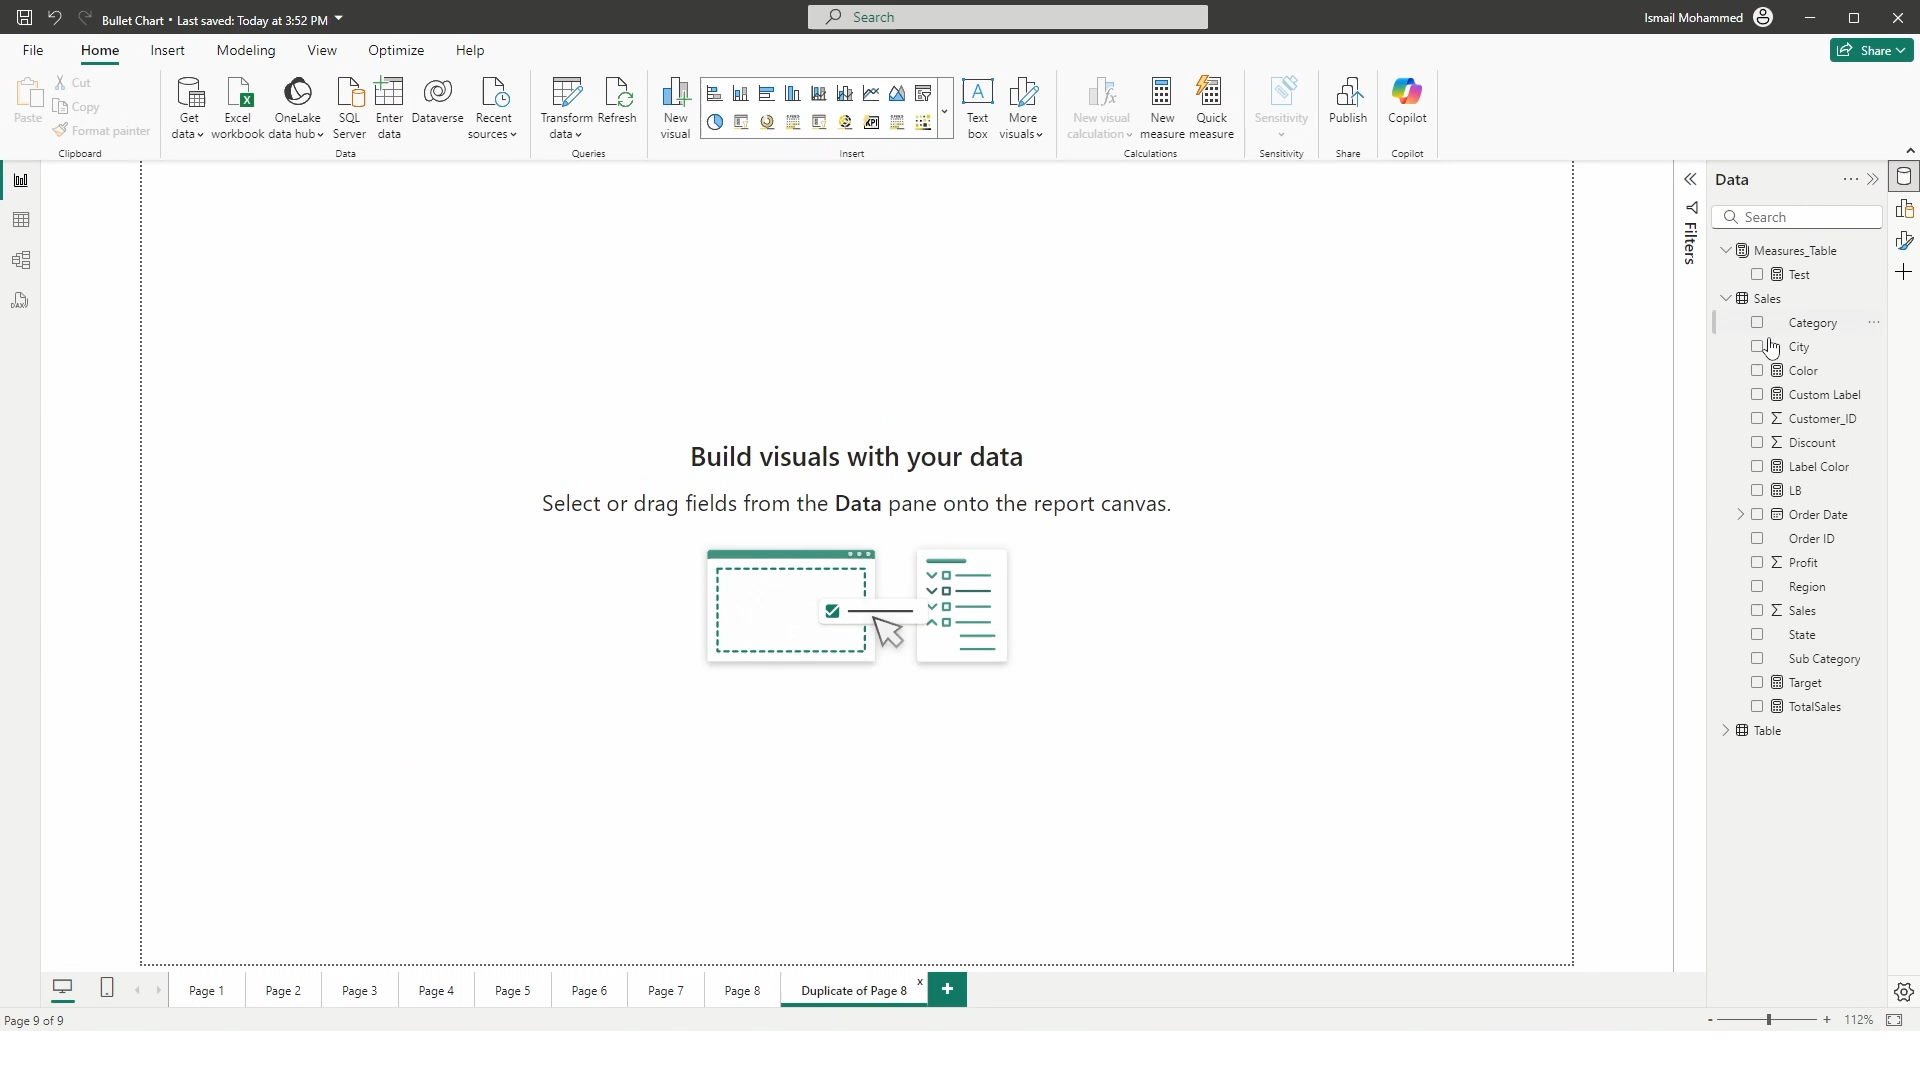 Bullet Chart • Last saved: Today at 3:52 PM
Search
Ismail Mohammed
File
Home
Insert
Modeling
View
Optimize
Help
Share
Paste
Cut
Copy
Format painter
Clipboard
Get data
Excel workbook
OneLake data hub
SQL Server
Enter data
Dataverse
Recent sources
Data
Transform data
Refresh
Queries
New visual
KPI
Text box
More visuals
Insert
New visual calculation
New measure
Quick measure
Calculations
Sensitivity
Sensitivity
Publish
Share
Copilot
Copilot
DAX
Build visuals with your data
Select or drag fields from the Data pane onto the report canvas.
Filters
Data
Search
Measures_Table
Test
Sales
Category
City
Color
Custom Label
Customer_ID
Discount
Label Color
LB
Order Date
Order ID
Profit
Region
Sales
State
Sub Category
Target
TotalSales
Table
Page 1
Page 2
Page 3
Page 4
Page 5
Page 6
Page 7
Page 8
Duplicate of Page 8
Page 9 of 9
112%